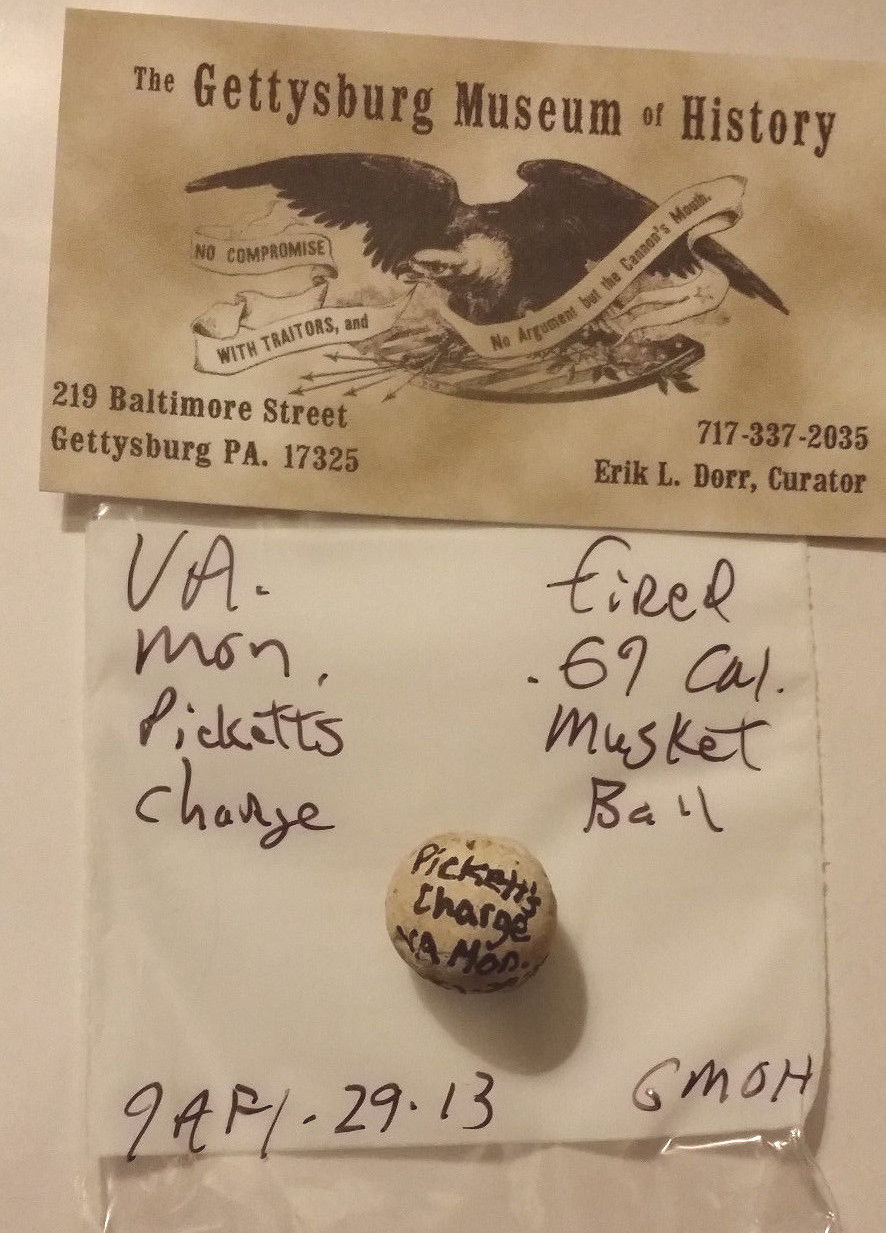 The Gettysburg Museum of History
NO COMPROMISE
WITH TRAITORS, and
No Argument but the Cannon's Mouth.
219 Baltimore Street
Gettysburg PA. 17325
717-337-2035
Erik L. Dorr, Curator
VA.
Mon.
Picketts
Charge
Fired
.69 Cal.
Musket
Ball
Pickett's
Charge
VA Mon.
GMOH